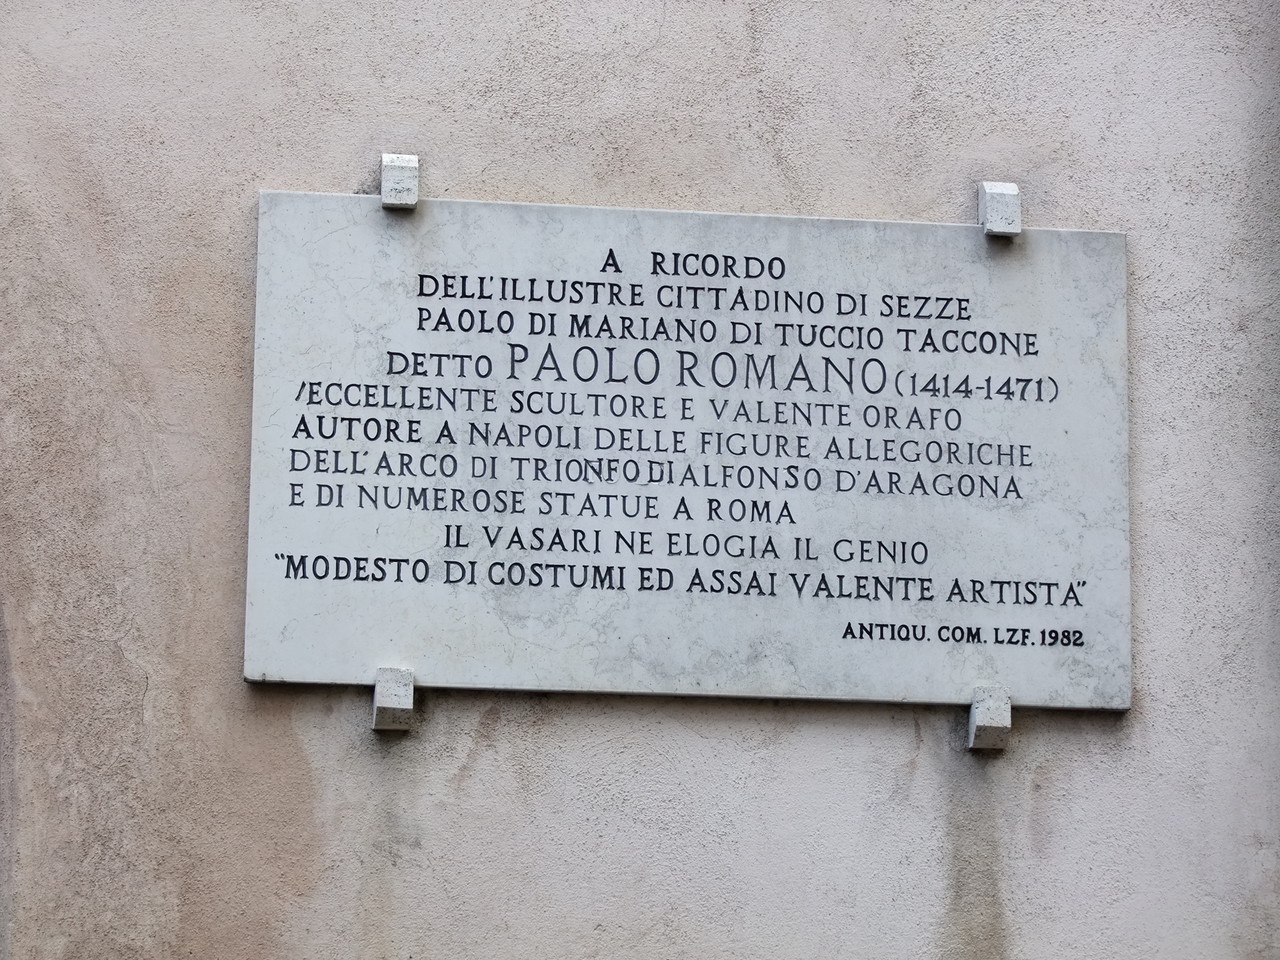 A RICORDO
DELL'ILLUSTRE CITTADINO DI SEZZE
PAOLO DI MARIANO DI TUCCIO TACCONE
DETTO PAOLO ROMANO (1414-1471)
ECCELLENTE SCULTORE E VALENTE ORAFO
AUTORE A NAPOLI DELLE FIGURE ALLEGORICHE
DELL'ARCO DI TRIONFO DI ALFONSO D'ARAGONA
E DI NUMEROSE STATUE A ROMA
IL VASARI NE ELOGIA IL GENIO
"MODESTO DI COSTUMI ED ASSAI VALENTE ARTISTA"
ANTIQU. COM. LZF. 1982